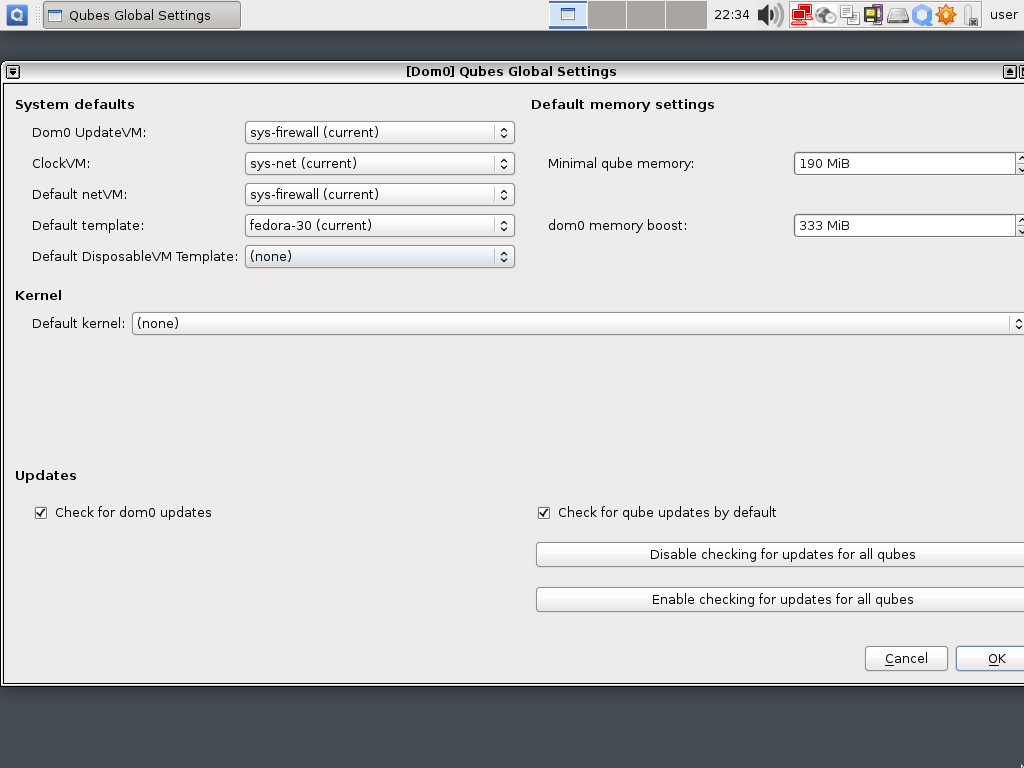 Qubes Global Settings
22:34
user
[Dom0] Qubes Global Settings
System defaults
Dom0 UpdateVM: sys-firewall (current)
ClockVM: sys-net (current)
Default netVM: sys-firewall (current)
Default template: fedora-30 (current)
Default DisposableVM Template: (none)
Default memory settings
Minimal qube memory: 190 MiB
dom0 memory boost: 333 MiB
Kernel
Default kernel: (none)
Updates
Check for dom0 updates
Check for qube updates by default
Disable checking for updates for all qubes
Enable checking for updates for all qubes
Cancel
OK